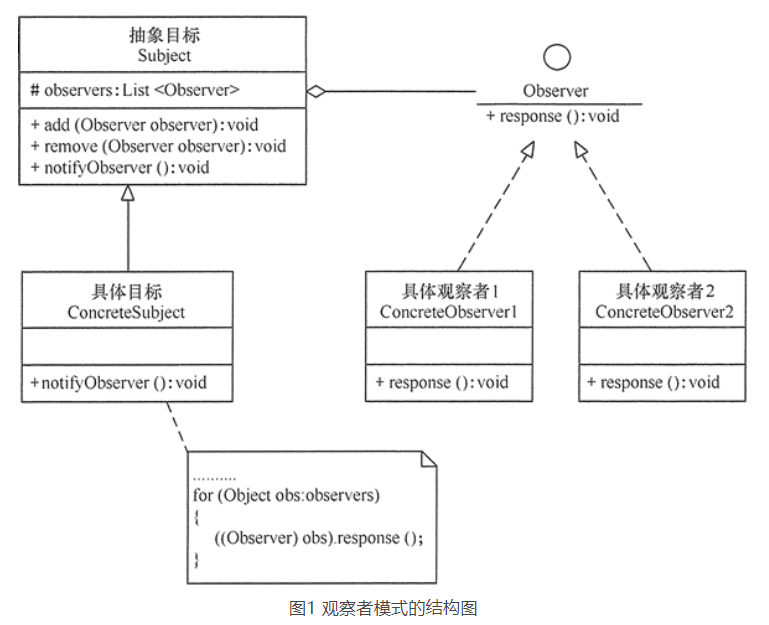 抽象目标
Subject
# observers:List <Observer>
+ add (Observer observer):void
+ remove (Observer observer):void
+ notifyObserver ():void
Observer
+ response ():void
具体目标
ConcreteSubject
+notifyObserver ():void
具体观察者1
ConcreteObserver1
+ response ():void
具体观察者2
ConcreteObserver2
+ response ():void
..........
for (Object obs:observers)
{
((Observer) obs).response ();
}
图1 观察者模式的结构图